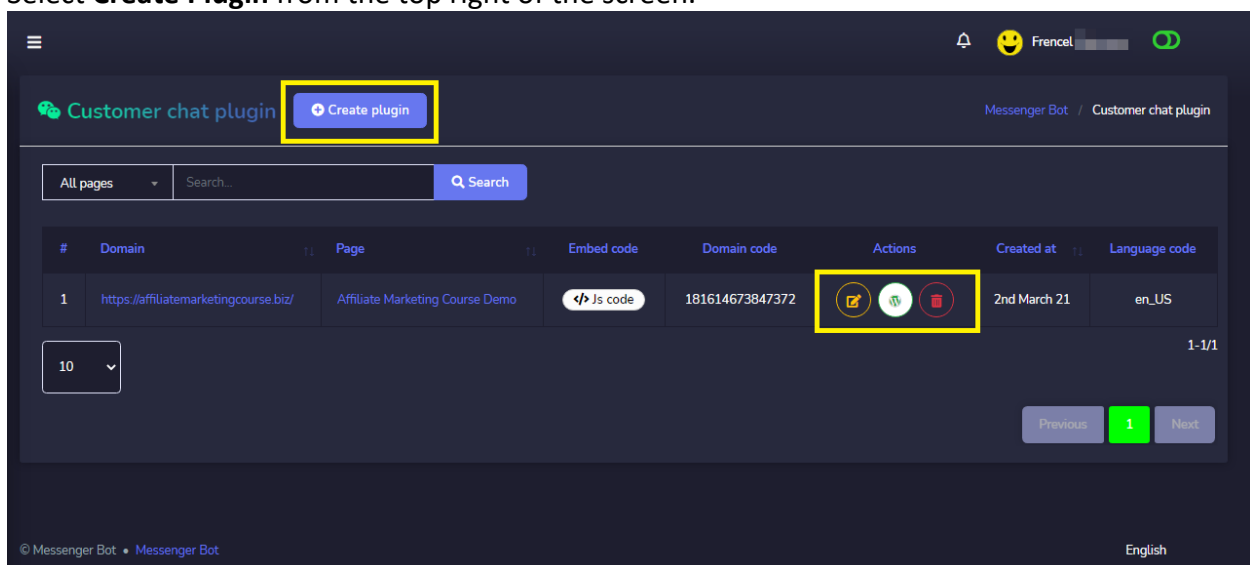 Select Create Plugin from the top right of the screen.
Frencel
Customer chat plugin Create plugin Messenger Bot / Customer chat plugin
All pages Search... Search
# Domain Page Embed code Domain code Actions Created at Language code
1 https://affiliatemarketingcourse.biz/ Affiliate Marketing Course Demo </> Js code 181614673847372 2nd March 21 en_US
1-1/1
10
Previous 1 Next
© Messenger Bot • Messenger Bot English